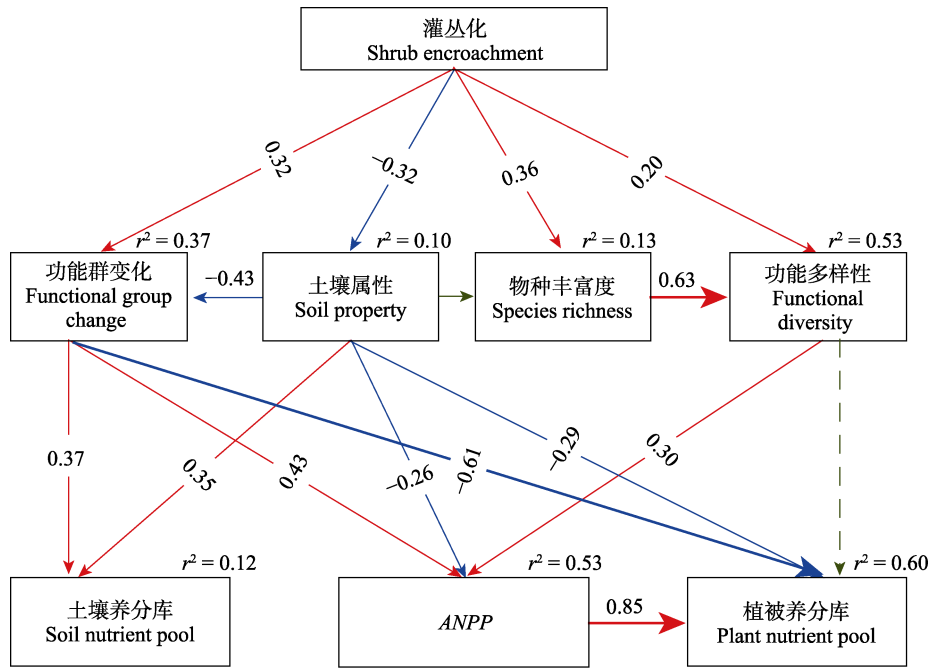 灌丛化
Shrub encroachment
0.32
−0.32
0.36
0.20
r² = 0.37
r² = 0.10
r² = 0.13
r² = 0.53
功能群变化
Functional group
change
−0.43
土壤属性
Soil property
物种丰富度
Species richness
0.63
功能多样性
Functional
diversity
0.37
0.35
0.43
−0.26
−0.61
−0.29
0.30
r² = 0.12
r² = 0.53
r² = 0.60
土壤养分库
Soil nutrient pool
ANPP
0.85
植被养分库
Plant nutrient pool